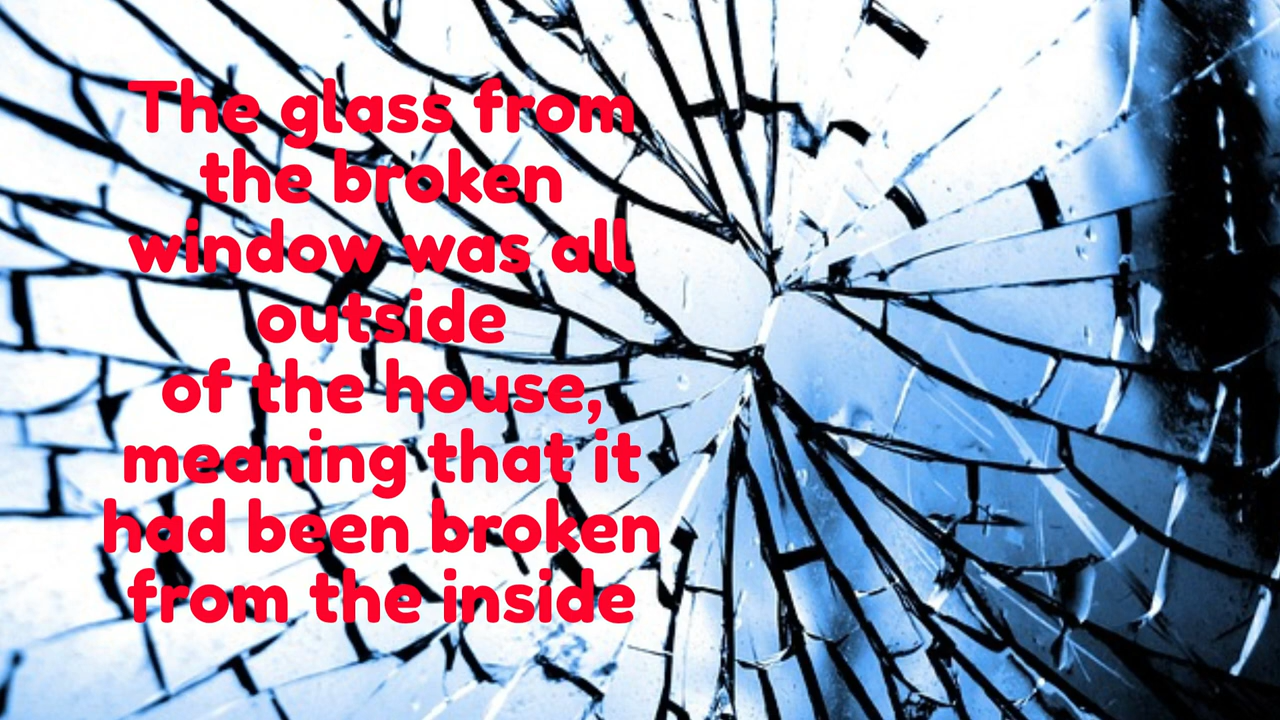 The glass from
the broken
window was all
outside
of the house,
meaning that it
had been broken
from the inside